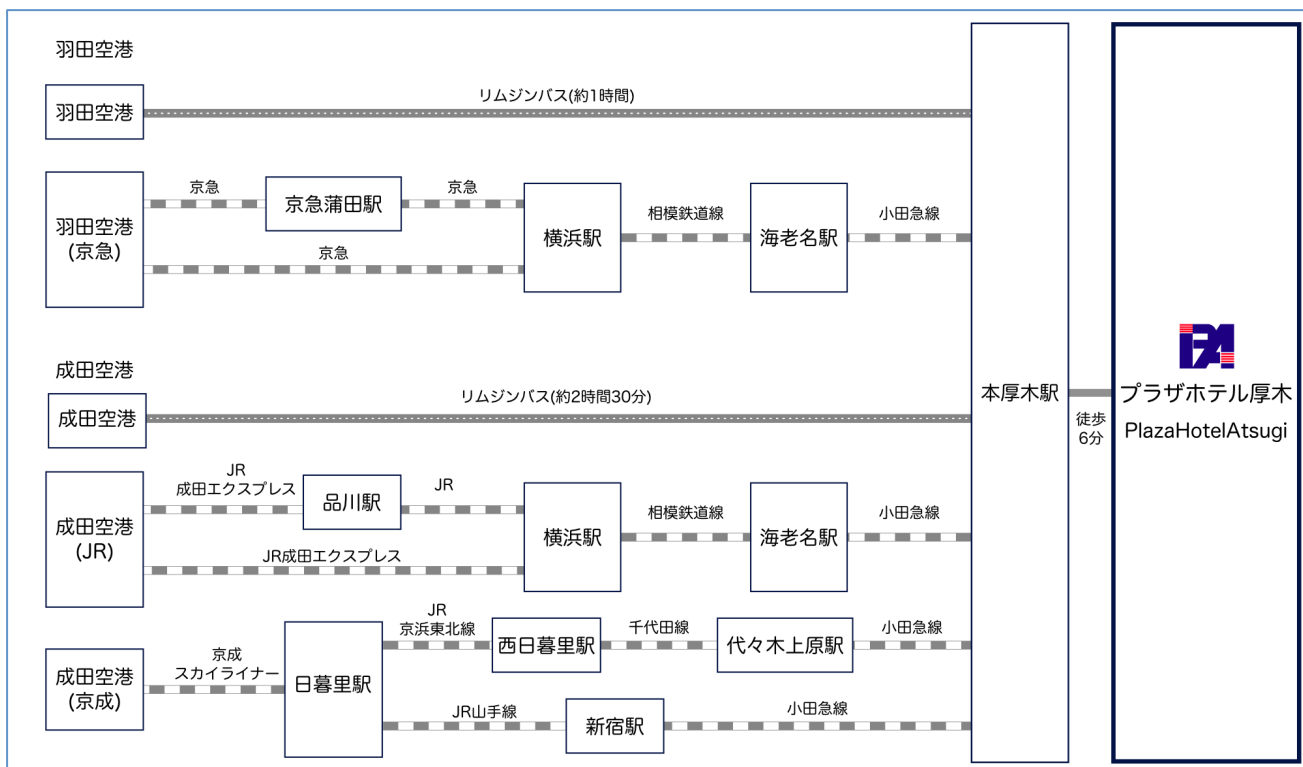 羽田空港
羽田空港
リムジンバス(約1時間)
羽田空港
(京急)
京急
京急蒲田駅
京急
京急
横浜駅
相模鉄道線
海老名駅
小田急線
成田空港
成田空港
リムジンバス(約2時間30分)
成田空港
(JR)
JR
成田エクスプレス
品川駅
JR
JR成田エクスプレス
横浜駅
相模鉄道線
海老名駅
小田急線
成田空港
(京成)
京成
スカイライナー
日暮里駅
JR
京浜東北線
西日暮里駅
千代田線
代々木上原駅
小田急線
JR山手線
新宿駅
小田急線
本厚木駅
徒歩
6分
プラザホテル厚木
PlazaHotelAtsugi